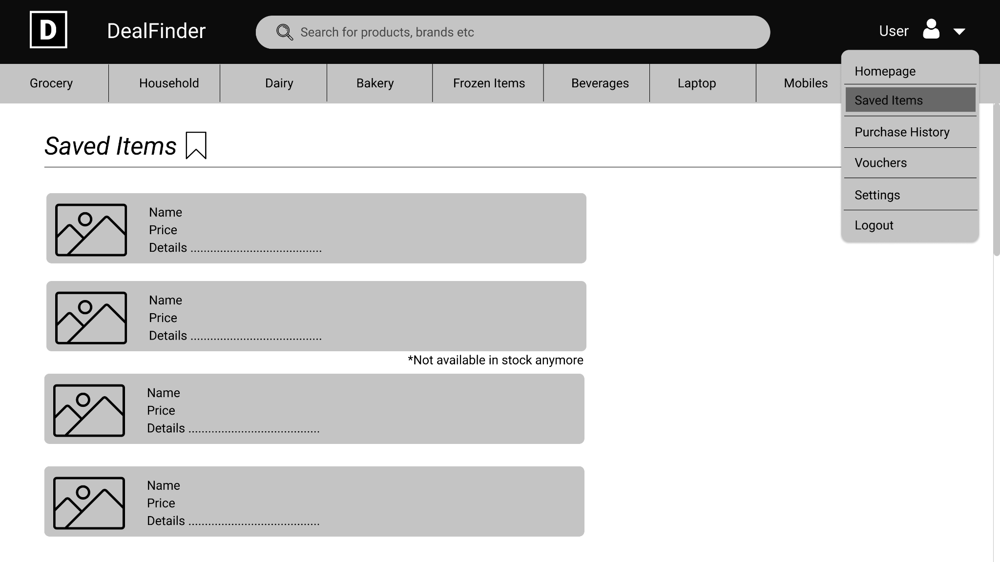 D
DealFinder
Search for products, brands etc
User
Grocery
Household
Dairy
Bakery
Frozen Items
Beverages
Laptop
Mobiles
Homepage
Saved Items
Purchase History
Vouchers
Settings
Logout
Saved Items
Name
Price
Details ........................................
Name
Price
Details ........................................
*Not available in stock anymore
Name
Price
Details ........................................
Name
Price
Details ........................................